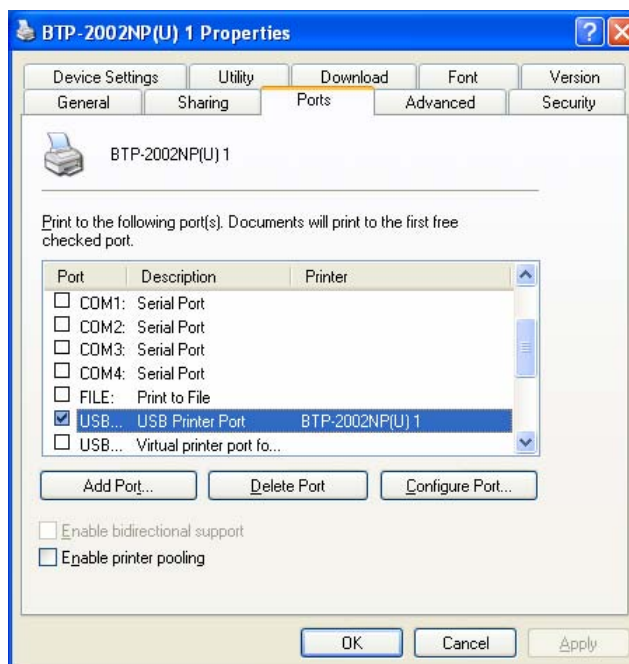 BTP-2002NP(U) 1 Properties
Device Settings Utility Download Font Version
General Sharing Ports Advanced Security
BTP-2002NP(U) 1
Print to the following port(s). Documents will print to the first free
checked port.
Port Description Printer
COM1: Serial Port
COM2: Serial Port
COM3: Serial Port
COM4: Serial Port
FILE: Print to File
USB... USB Printer Port BTP-2002NP(U) 1
USB... Virtual printer port fo...
Add Port... Delete Port Configure Port...
Enable bidirectional support
Enable printer pooling
OK Cancel Apply